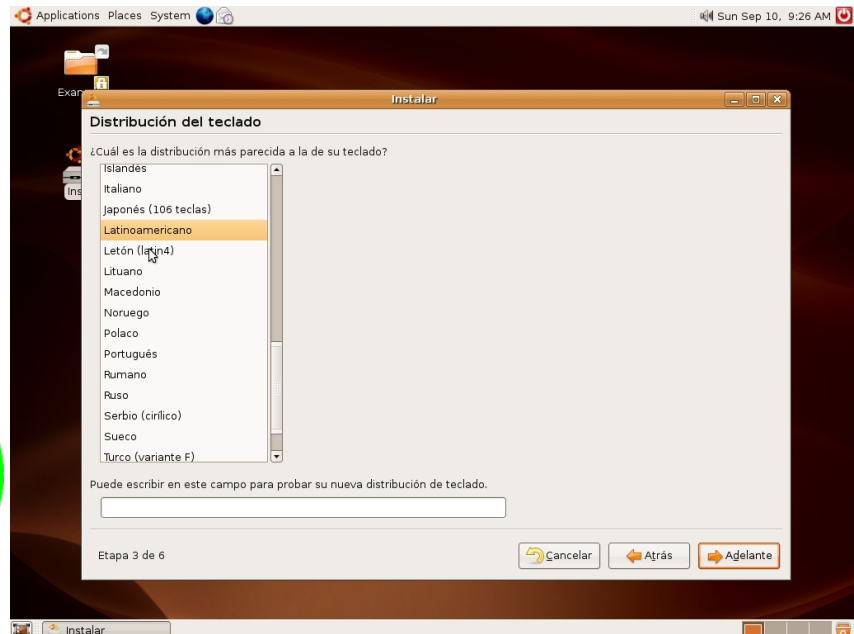 Applications Places System
Sun Sep 10, 9:26 AM
Exam
Instalar
Distribución del teclado
¿Cuál es la distribución más parecida a la de su teclado?
Ins
Islandés
Italiano
Japonés (106 teclas)
Latinoamericano
Letón (latin4)
Lituano
Macedonio
Noruego
Polaco
Portugués
Rumano
Ruso
Serbio (cirílico)
Sueco
Turco (variante F)
Puede escribir en este campo para probar su nueva distribución de teclado.
Etapa 3 de 6
Cancelar
Atrás
Adelante
Instalar